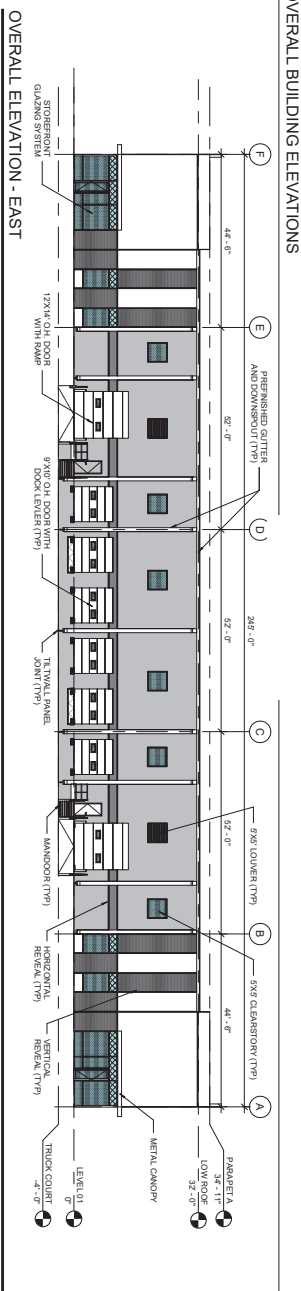 OVERALL BUILDING ELEVATIONS
F
E
D
C
B
A
245' - 0"
44' - 6"
52' - 0"
52' - 0"
52' - 0"
44' - 6"
PREFINISHED GUTTER
AND DOWNSPOUT (TYP)
5'X5' LOUVER (TYP)
5'X5' CLEARSTORY (TYP)
PARAPET A
34' - 11"
LOW ROOF
32' - 0"
METAL CANOPY
LEVEL 01
0"
TRUCK COURT
-4' - 0"
STOREFRONT
GLAZING SYSTEM
12'X14' O.H. DOOR
WITH RAMP
9'X10' O.H. DOOR WITH
DOCK LEVLER (TYP)
TILTWALL PANEL
JOINT (TYP)
MANDOOR (TYP)
HORIZONTAL
REVEAL (TYP)
VERTICAL
REVEAL (TYP)
OVERALL ELEVATION - EAST